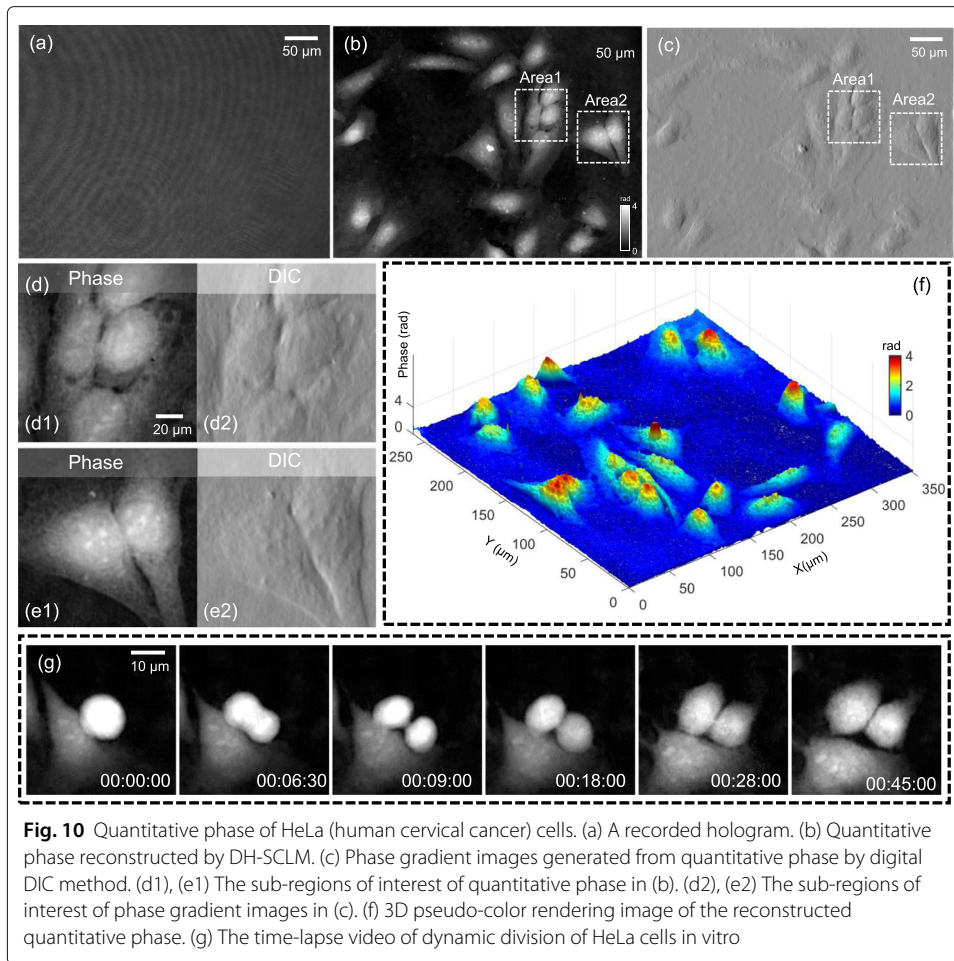 (a)
50 µm
(b)
50 µm
Area1
Area2
rad
4
0
(c)
50 µm
Area1
Area2
(d)
Phase
DIC
(d1)
20 µm
(d2)
Phase
DIC
(e1)
(e2)
(f)
Phase (rad)
4
0
rad
4
2
0
250
200
150
100
50
0
Y (µm)
0
50
100
150
200
250
300
350
X(µm)
(g)
10 µm
00:00:00
00:06:30
00:09:00
00:18:00
00:28:00
00:45:00
Fig. 10 Quantitative phase of HeLa (human cervical cancer) cells. (a) A recorded hologram. (b) Quantitative
phase reconstructed by DH-SCLM. (c) Phase gradient images generated from quantitative phase by digital
DIC method. (d1), (e1) The sub-regions of interest of quantitative phase in (b). (d2), (e2) The sub-regions of
interest of phase gradient images in (c). (f) 3D pseudo-color rendering image of the reconstructed
quantitative phase. (g) The time-lapse video of dynamic division of HeLa cells in vitro